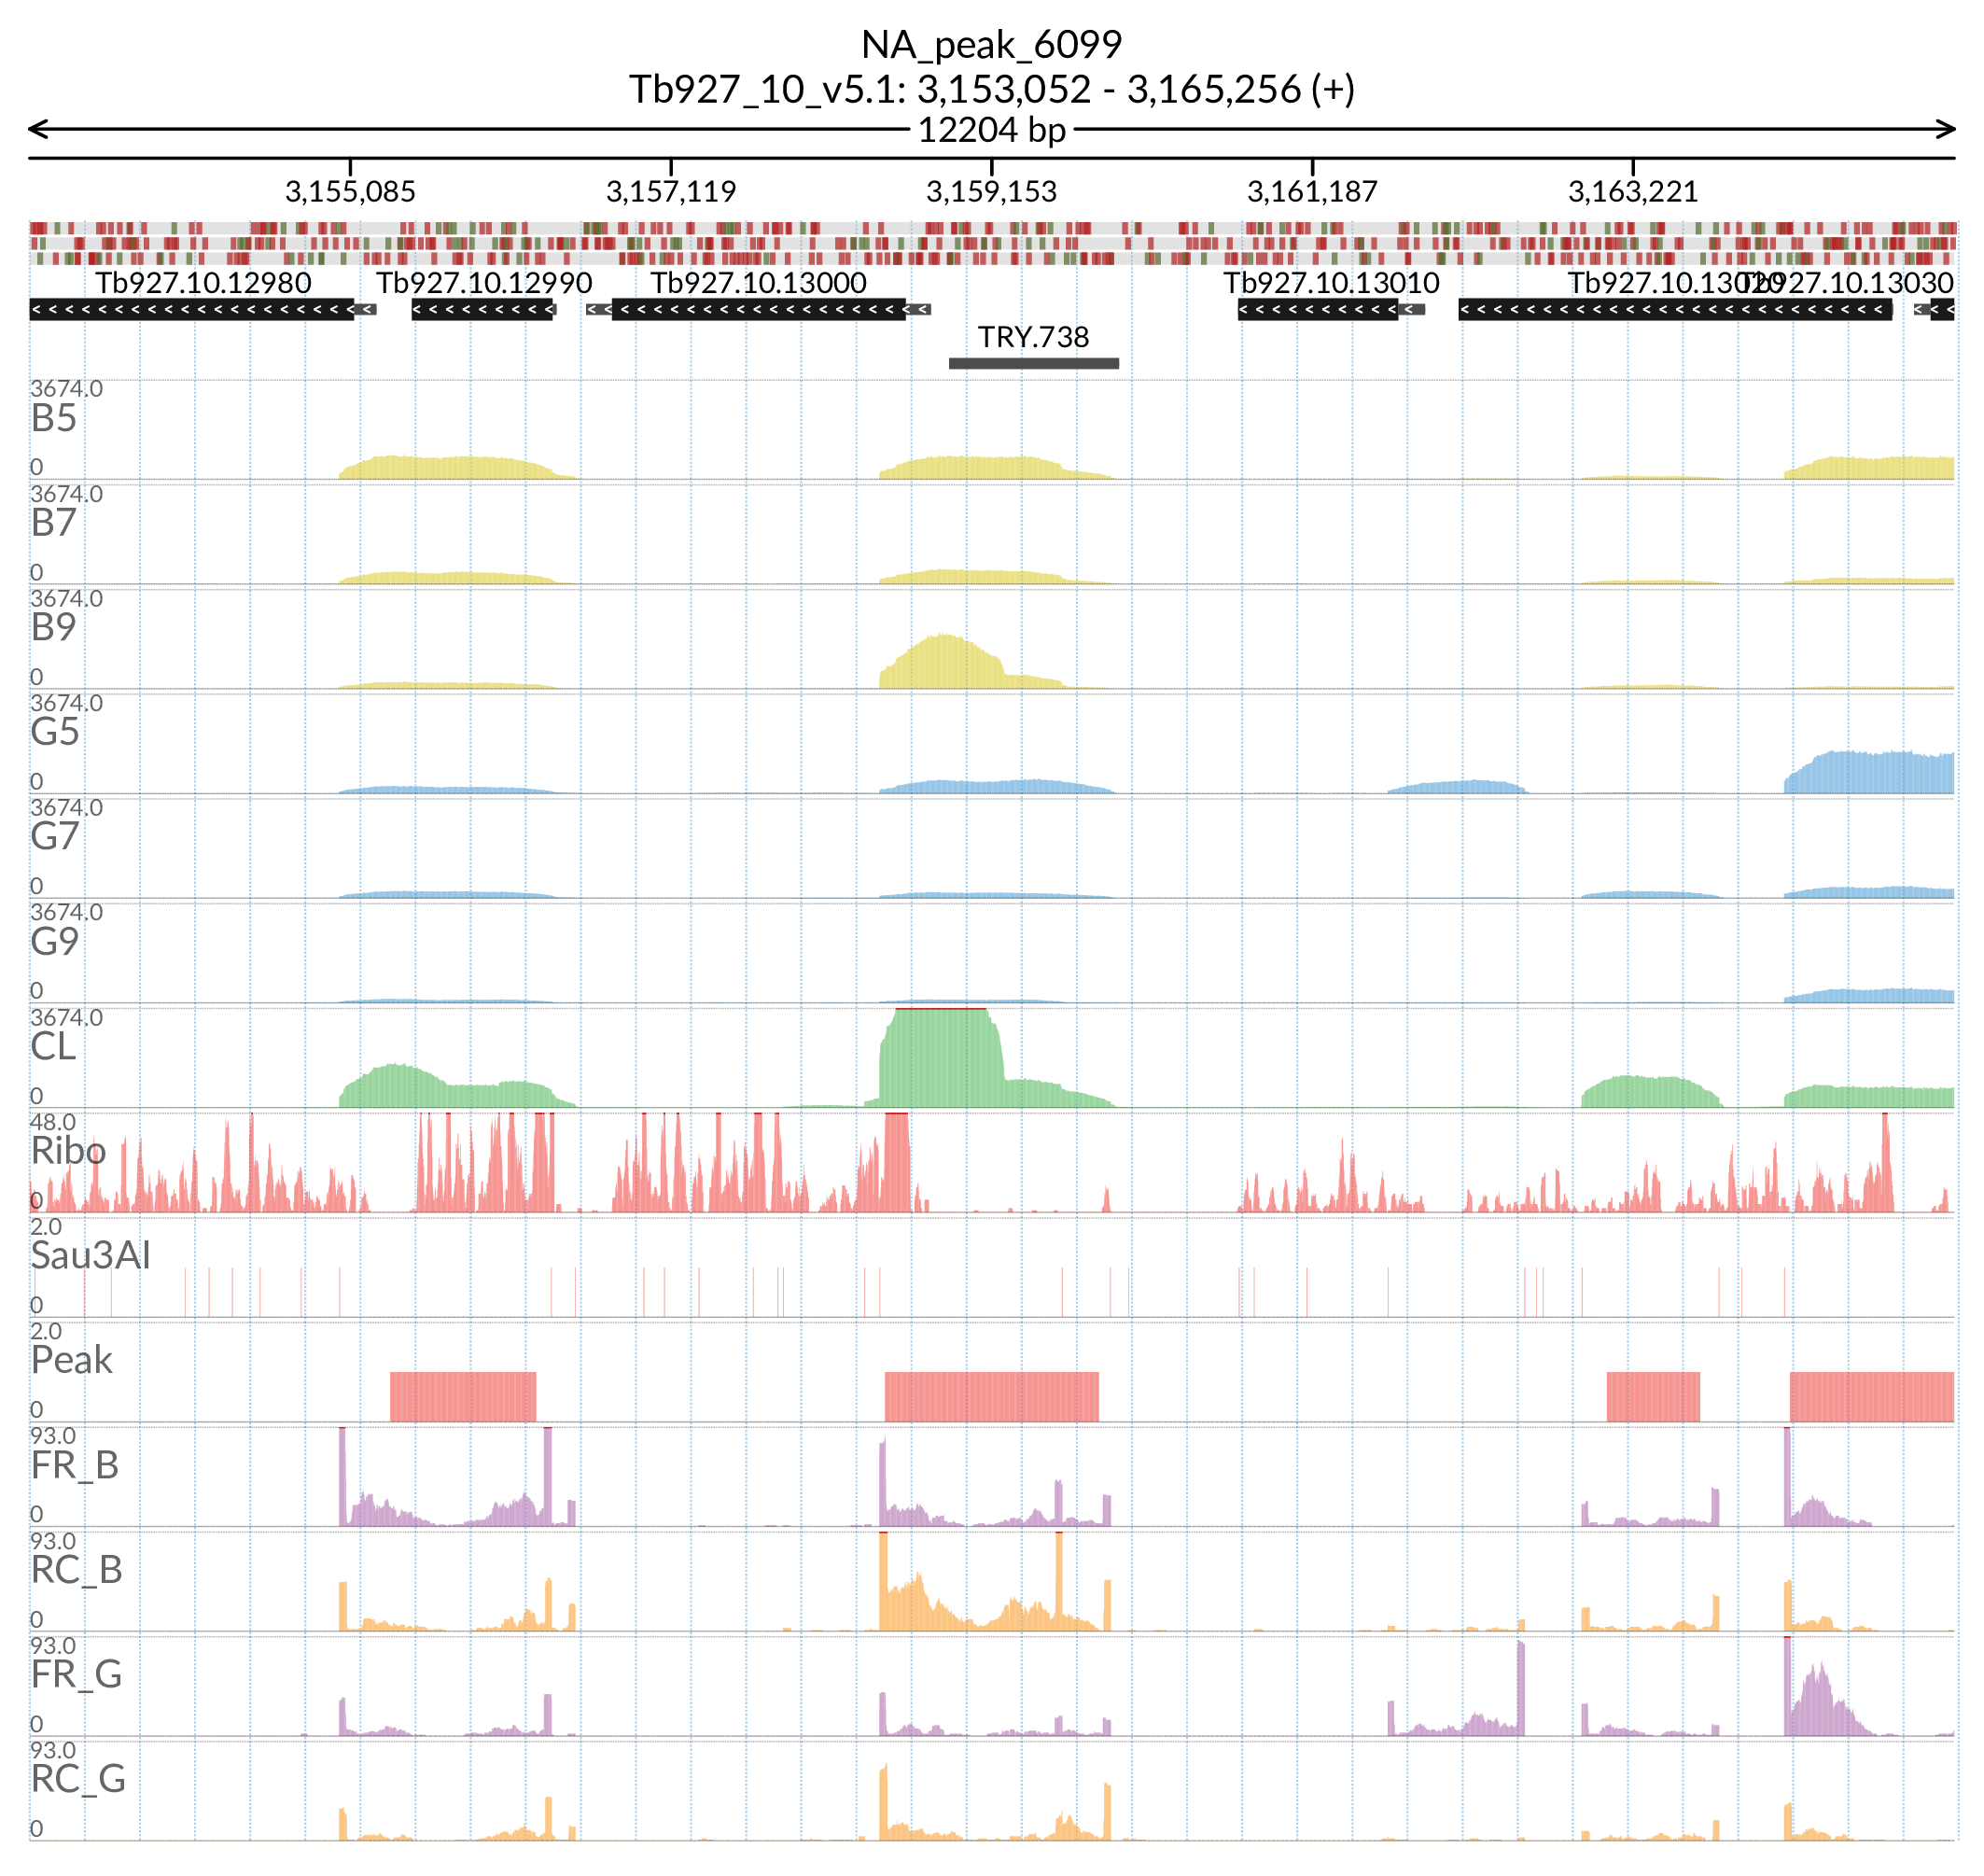 NA_peak_6099
Tb927_10_v5.1: 3,153,052 - 3,165,256 (+)
12204 bp
3,155,085 3,157,119 3,159,153 3,161,187 3,163,221
Tb927.10.12980 Tb927.10.12990 Tb927.10.13000 Tb927.10.13010 Tb927.10.13020 Tb927.10.13030
TRY.738
3674.0
B5
0
3674.0
B7
0
3674.0
B9
0
3674.0
G5
0
3674.0
G7
0
3674.0
G9
0
3674.0
CL
0
48.0
Ribo
0
2.0
Sau3AI
0
2.0
Peak
0
93.0
FR_B
0
93.0
RC_B
0
93.0
FR_G
0
93.0
RC_G
0